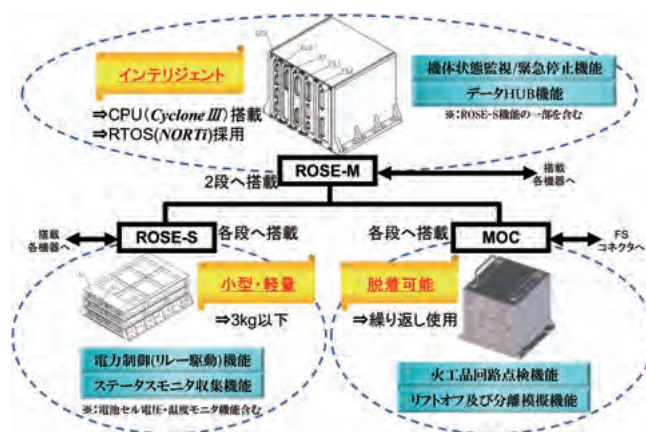 インテリジェント
⇒CPU(Cyclone III)搭載
⇒RTOS(NORTi)採用
機体状態監視/緊急停止機能
データHUB機能
※:ROSE-S機能の一部を含む
2段へ搭載
ROSE-M
搭載
各機器へ
搭載
各機器へ
ROSE-S
各段へ搭載
各段へ搭載
MOC
FS
コネクタへ
小型・軽量
⇒3kg以下
脱着可能
⇒繰り返し使用
電力制御(リレー駆動)機能
ステータスモニタ収集機能
※:電池セル電圧・温度モニタ機能含む
火工品回路点検機能
リフトオフ及び分離模擬機能